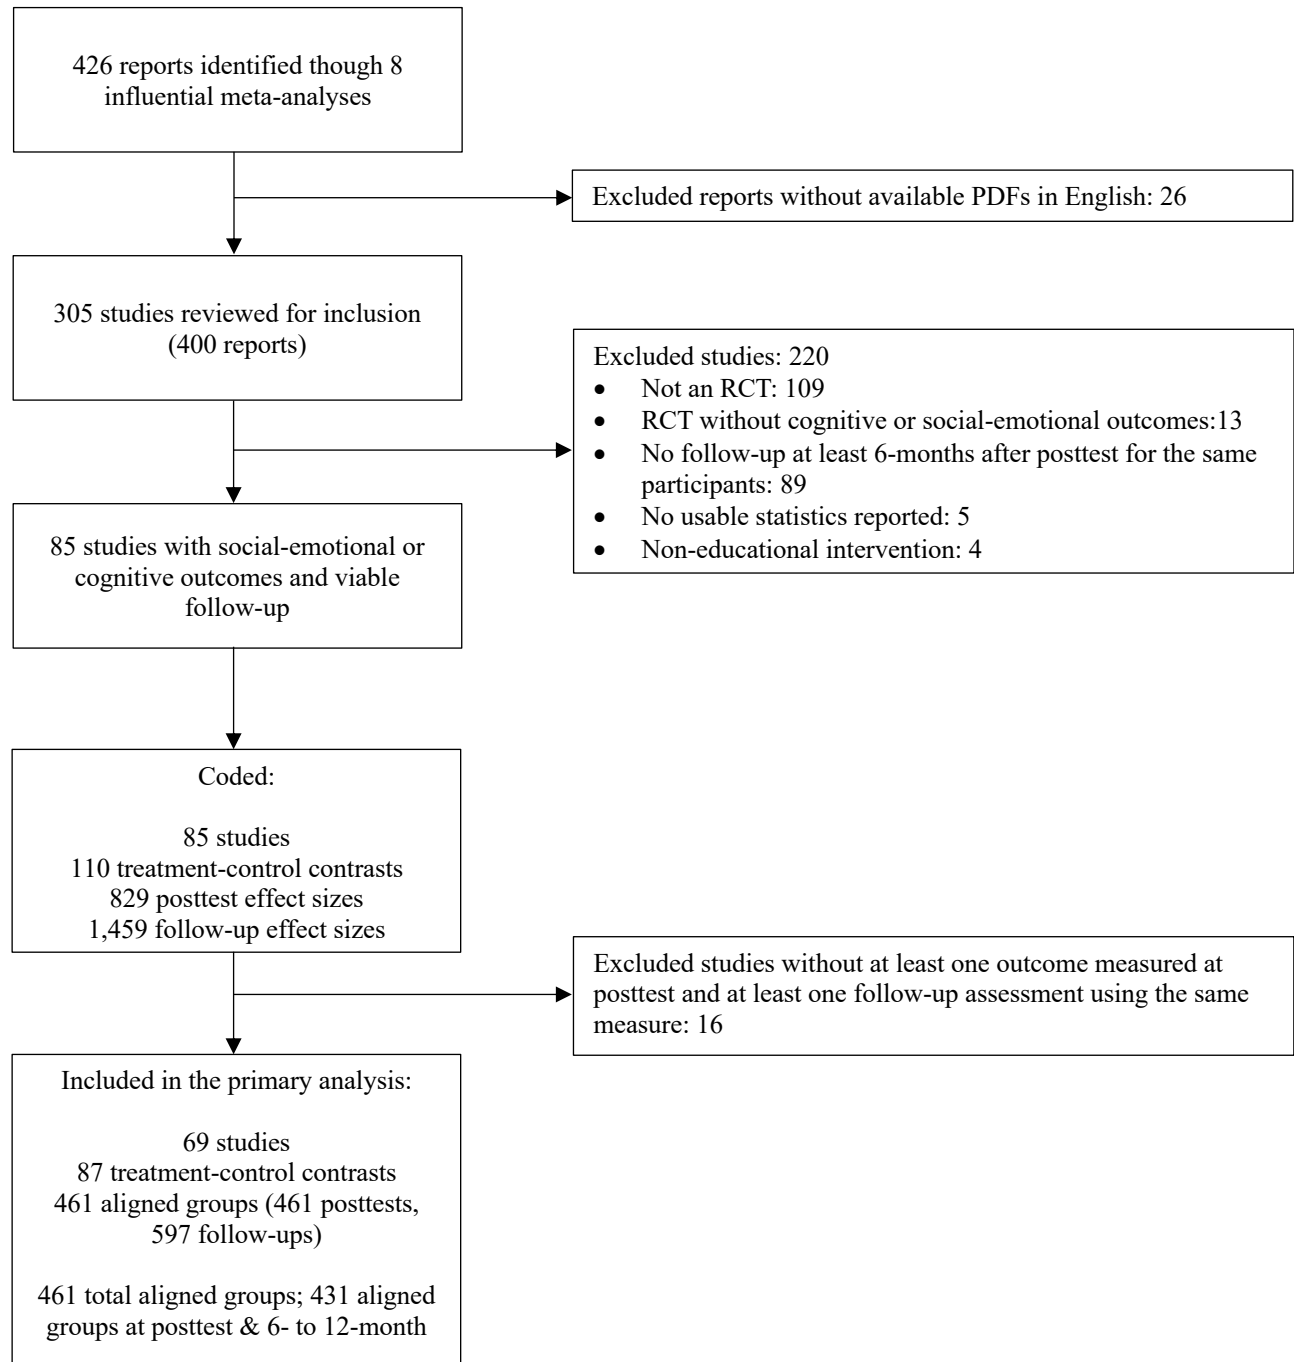 426 reports identified though 8
influential meta-analyses
Excluded reports without available PDFs in English: 26
305 studies reviewed for inclusion
(400 reports)
Excluded studies: 220
• Not an RCT: 109
• RCT without cognitive or social-emotional outcomes:13
• No follow-up at least 6-months after posttest for the same
participants: 89
• No usable statistics reported: 5
• Non-educational intervention: 4
85 studies with social-emotional or
cognitive outcomes and viable
follow-up
Coded:
85 studies
110 treatment-control contrasts
829 posttest effect sizes
1,459 follow-up effect sizes
Excluded studies without at least one outcome measured at
posttest and at least one follow-up assessment using the same
measure: 16
Included in the primary analysis:
69 studies
87 treatment-control contrasts
461 aligned groups (461 posttests,
597 follow-ups)
461 total aligned groups; 431 aligned
groups at posttest & 6- to 12-month